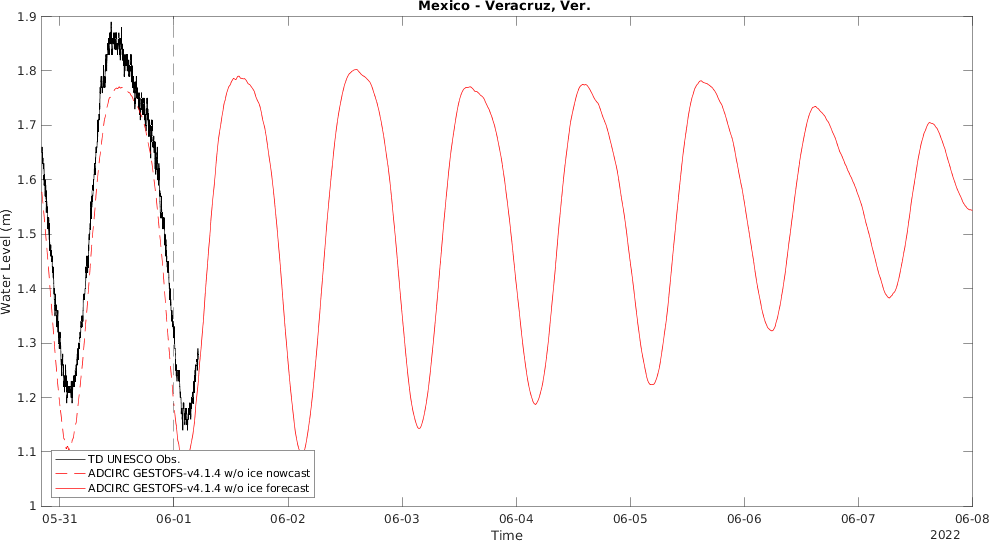 Mexico - Veracruz, Ver.
1.9
1.8
1.7
1.6
1.5
1.4
1.3
1.2
1.1
1
Water Level (m)
TD UNESCO Obs.
ADCIRC GESTOFS-v4.1.4 w/o ice nowcast
ADCIRC GESTOFS-v4.1.4 w/o ice forecast
05-31 06-01 06-02 06-03 06-04 06-05 06-06 06-07 06-08
Time
2022